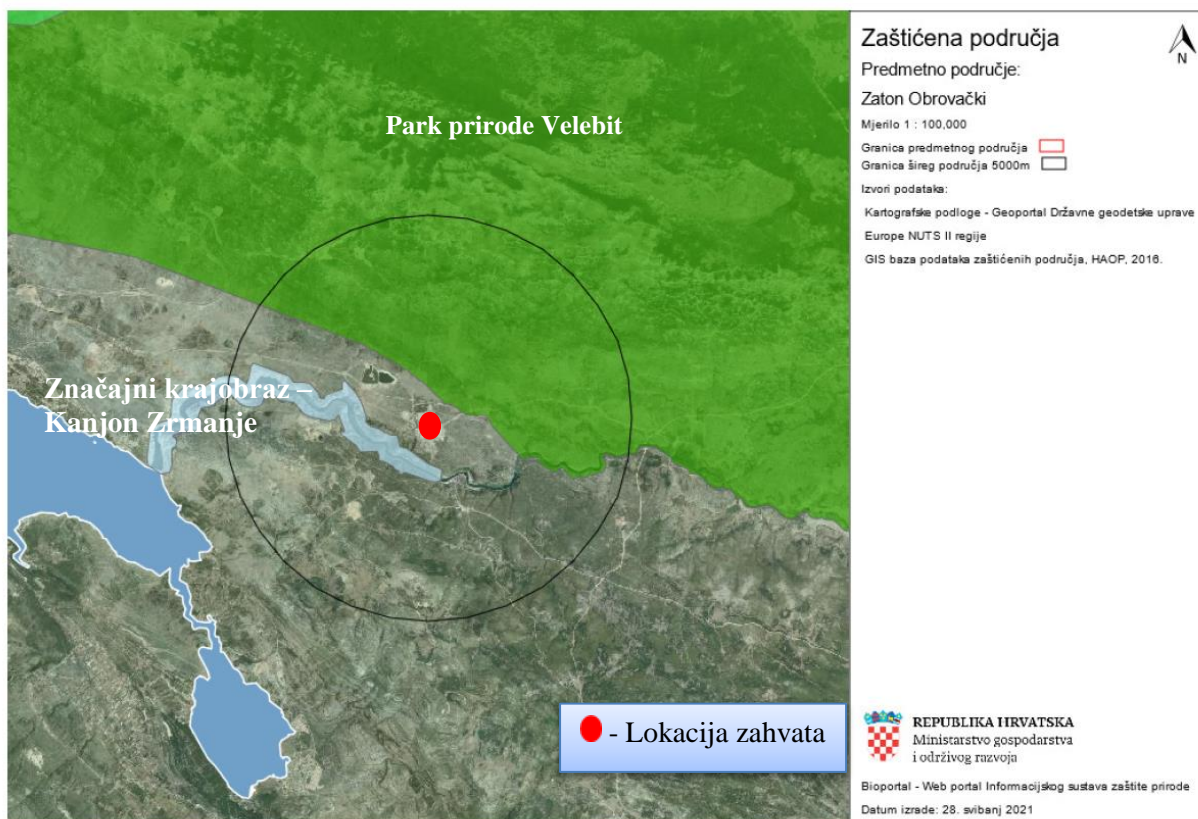 Park prirode Velebit
Značajni krajobraz –
Kanjon Zrmanje
- Lokacija zahvata
Zaštićena područja
N
Predmetno područje:
Zaton Obrovački
Mjerilo 1 : 100,000
Granica predmetnog područja
Granica šireg područja 5000m
Izvori podataka:
Kartografske podloge - Geoportal Državne geodetske uprave
Europe NUTS II regije
GIS baza podataka zaštićenih područja, HAOP, 2016.
REPUBLIKA HRVATSKA
Ministarstvo gospodarstva
i održivog razvoja
Bioportal - Web portal Informacijskog sustava zaštite prirode
Datum izrade: 28. svibanj 2021